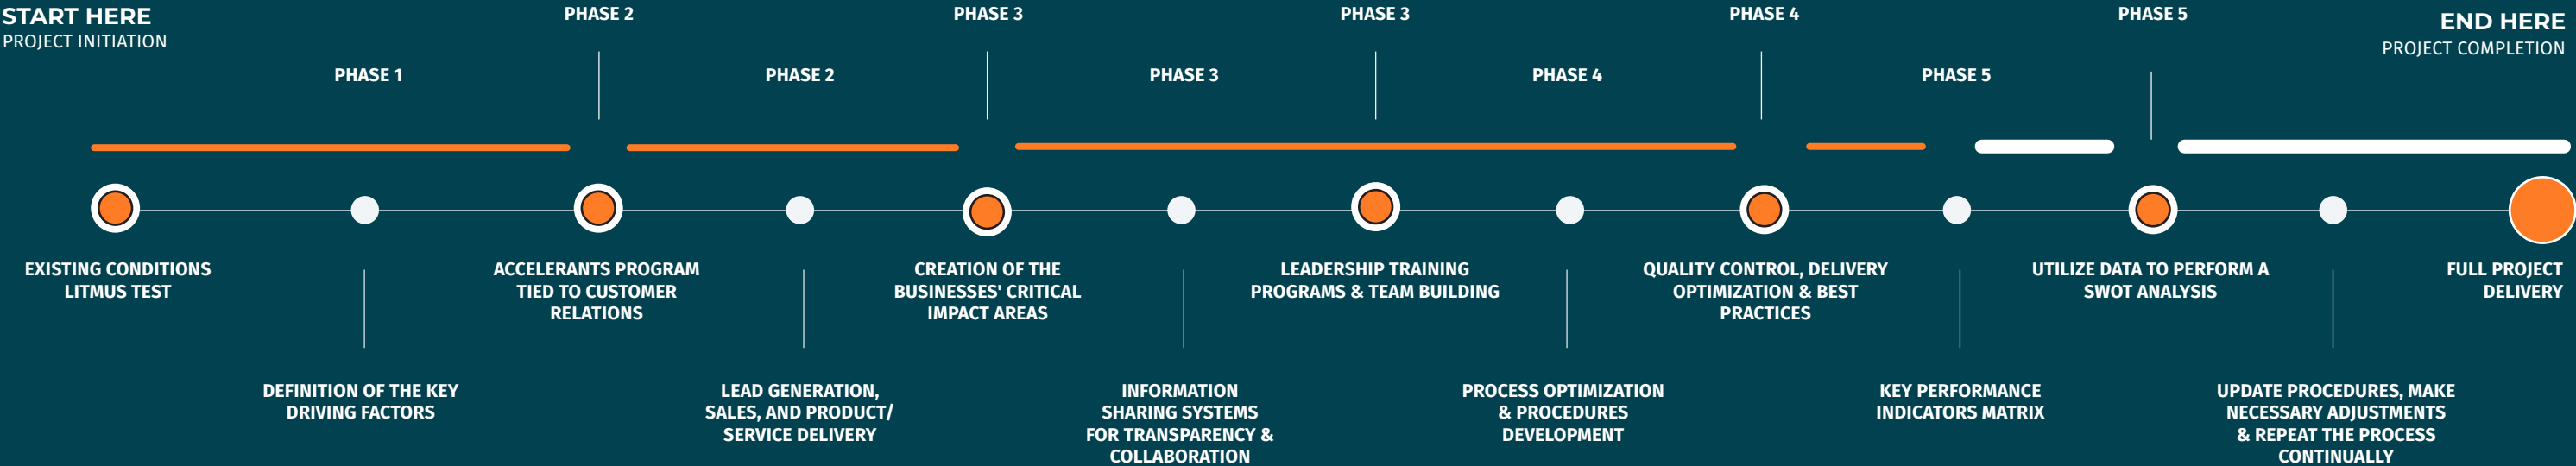 START HERE
PROJECT INITIATION
PHASE 2
PHASE 3
PHASE 3
PHASE 4
PHASE 5
END HERE
PROJECT COMPLETION
PHASE 1
PHASE 2
PHASE 3
PHASE 4
PHASE 5
EXISTING CONDITIONS
LITMUS TEST
ACCELERANTS PROGRAM
TIED TO CUSTOMER
RELATIONS
CREATION OF THE
BUSINESSES' CRITICAL
IMPACT AREAS
LEADERSHIP TRAINING
PROGRAMS & TEAM BUILDING
QUALITY CONTROL, DELIVERY
OPTIMIZATION & BEST
PRACTICES
UTILIZE DATA TO PERFORM A
SWOT ANALYSIS
FULL PROJECT
DELIVERY
DEFINITION OF THE KEY
DRIVING FACTORS
LEAD GENERATION,
SALES, AND PRODUCT/
SERVICE DELIVERY
INFORMATION
SHARING SYSTEMS
FOR TRANSPARENCY &
COLLABORATION
PROCESS OPTIMIZATION
& PROCEDURES
DEVELOPMENT
KEY PERFORMANCE
INDICATORS MATRIX
UPDATE PROCEDURES, MAKE
NECESSARY ADJUSTMENTS
& REPEAT THE PROCESS
CONTINUALLY